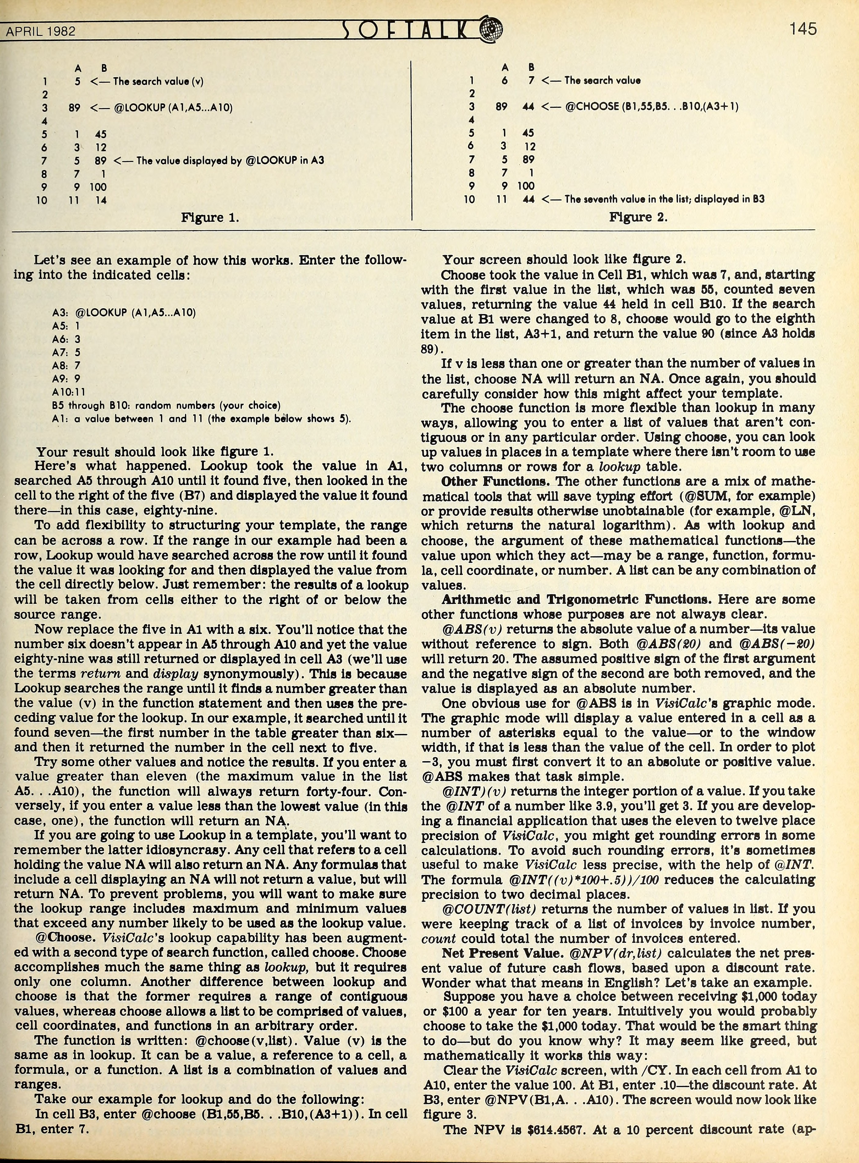 APRIL 1982
SOFTALK
145
A B
1 5 <— The search value (v)
2
3 89 <— @LOOKUP (A1,A5...A10)
4
5 1 45
6 3 12
7 5 89 <— The value displayed by @LOOKUP in A3
8 7 1
9 9 100
10 11 14
Figure 1.
A B
1 6 7 <— The search value
2
3 89 44 <— @CHOOSE (B1,55,B5. . .B10,(A3+1)
4
5 1 45
6 3 12
7 5 89
8 7 1
9 9 100
10 11 44 <— The seventh value in the list; displayed in B3
Figure 2.
Let's see an example of how this works. Enter the follow-
ing into the indicated cells:
A3: @LOOKUP (A1,A5...A10)
A5: 1
A6: 3
A7: 5
A8: 7
A9: 9
A10:11
B5 through B10: random numbers (your choice)
A1: a value between 1 and 11 (the example below shows 5).
Your result should look like figure 1.
Here's what happened. Lookup took the value in A1,
searched A5 through A10 until it found five, then looked in the
cell to the right of the five (B7) and displayed the value it found
there—in this case, eighty-nine.
To add flexibility to structuring your template, the range
can be across a row. If the range in our example had been a
row, Lookup would have searched across the row until it found
the value it was looking for and then displayed the value from
the cell directly below. Just remember: the results of a lookup
will be taken from cells either to the right of or below the
source range.
Now replace the five in A1 with a six. You'll notice that the
number six doesn't appear in A5 through A10 and yet the value
eighty-nine was still returned or displayed in cell A3 (we'll use
the terms return and display synonymously). This is because
Lookup searches the range until it finds a number greater than
the value (v) in the function statement and then uses the pre-
ceding value for the lookup. In our example, it searched until it
found seven—the first number in the table greater than six—
and then it returned the number in the cell next to five.
Try some other values and notice the results. If you enter a
value greater than eleven (the maximum value in the list
A5. . .A10), the function will always return forty-four. Con-
versely, if you enter a value less than the lowest value (in this
case, one), the function will return an NA.
If you are going to use Lookup in a template, you'll want to
remember the latter idiosyncrasy. Any cell that refers to a cell
holding the value NA will also return an NA. Any formulas that
include a cell displaying an NA will not return a value, but will
return NA. To prevent problems, you will want to make sure
the lookup range includes maximum and minimum values
that exceed any number likely to be used as the lookup value.
@Choose. VisiCalc's lookup capability has been augment-
ed with a second type of search function, called choose. Choose
accomplishes much the same thing as lookup, but it requires
only one column. Another difference between lookup and
choose is that the former requires a range of contiguous
values, whereas choose allows a list to be comprised of values,
cell coordinates, and functions in an arbitrary order.
The function is written: @choose(v,list). Value (v) is the
same as in lookup. It can be a value, a reference to a cell, a
formula, or a function. A list is a combination of values and
ranges.
Take our example for lookup and do the following:
In cell B3, enter @choose (B1,55,B5. . .B10,(A3+1)). In cell
B1, enter 7.
Your screen should look like figure 2.
Choose took the value in Cell B1, which was 7, and, starting
with the first value in the list, which was 55, counted seven
values, returning the value 44 held in cell B10. If the search
value at B1 were changed to 8, choose would go to the eighth
item in the list, A3+1, and return the value 90 (since A3 holds
89).
If v is less than one or greater than the number of values in
the list, choose NA will return an NA. Once again, you should
carefully consider how this might affect your template.
The choose function is more flexible than lookup in many
ways, allowing you to enter a list of values that aren't con-
tiguous or in any particular order. Using choose, you can look
up values in places in a template where there isn't room to use
two columns or rows for a lookup table.
Other Functions. The other functions are a mix of mathe-
matical tools that will save typing effort (@SUM, for example)
or provide results otherwise unobtainable (for example, @LN,
which returns the natural logarithm). As with lookup and
choose, the argument of these mathematical functions—the
value upon which they act—may be a range, function, formu-
la, cell coordinate, or number. A list can be any combination of
values.
Arithmetic and Trigonometric Functions. Here are some
other functions whose purposes are not always clear.
@ABS(v) returns the absolute value of a number—its value
without reference to sign. Both @ABS(20) and @ABS(−20)
will return 20. The assumed positive sign of the first argument
and the negative sign of the second are both removed, and the
value is displayed as an absolute number.
One obvious use for @ABS is in VisiCalc's graphic mode.
The graphic mode will display a value entered in a cell as a
number of asterisks equal to the value—or to the window
width, if that is less than the value of the cell. In order to plot
−3, you must first convert it to an absolute or positive value.
@ABS makes that task simple.
@INT)(v) returns the integer portion of a value. If you take
the @INT of a number like 3.9, you'll get 3. If you are develop-
ing a financial application that uses the eleven to twelve place
precision of VisiCalc, you might get rounding errors in some
calculations. To avoid such rounding errors, it's sometimes
useful to make VisiCalc less precise, with the help of @INT.
The formula @INT((v)*100+.5))/100 reduces the calculating
precision to two decimal places.
@COUNT(list) returns the number of values in list. If you
were keeping track of a list of invoices by invoice number,
count could total the number of invoices entered.
Net Present Value. @NPV(dr,list) calculates the net pres-
ent value of future cash flows, based upon a discount rate.
Wonder what that means in English? Let's take an example.
Suppose you have a choice between receiving $1,000 today
or $100 a year for ten years. Intuitively you would probably
choose to take the $1,000 today. That would be the smart thing
to do—but do you know why? It may seem like greed, but
mathematically it works this way:
Clear the VisiCalc screen, with /CY. In each cell from A1 to
A10, enter the value 100. At B1, enter .10—the discount rate. At
B3, enter @NPV(B1,A. . .A10). The screen would now look like
figure 3.
The NPV is $614.4567. At a 10 percent discount rate (ap-